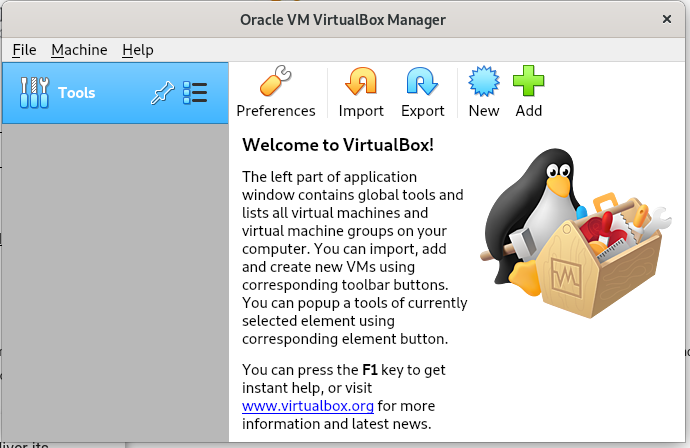 Oracle VM VirtualBox Manager
File Machine Help
Tools
Preferences Import Export New Add
Welcome to VirtualBox!
The left part of application
window contains global tools and
lists all virtual machines and
virtual machine groups on your
computer. You can import, add
and create new VMs using
corresponding toolbar buttons.
You can popup a tools of currently
selected element using
corresponding element button.
You can press the F1 key to get
instant help, or visit
www.virtualbox.org for more
information and latest news.